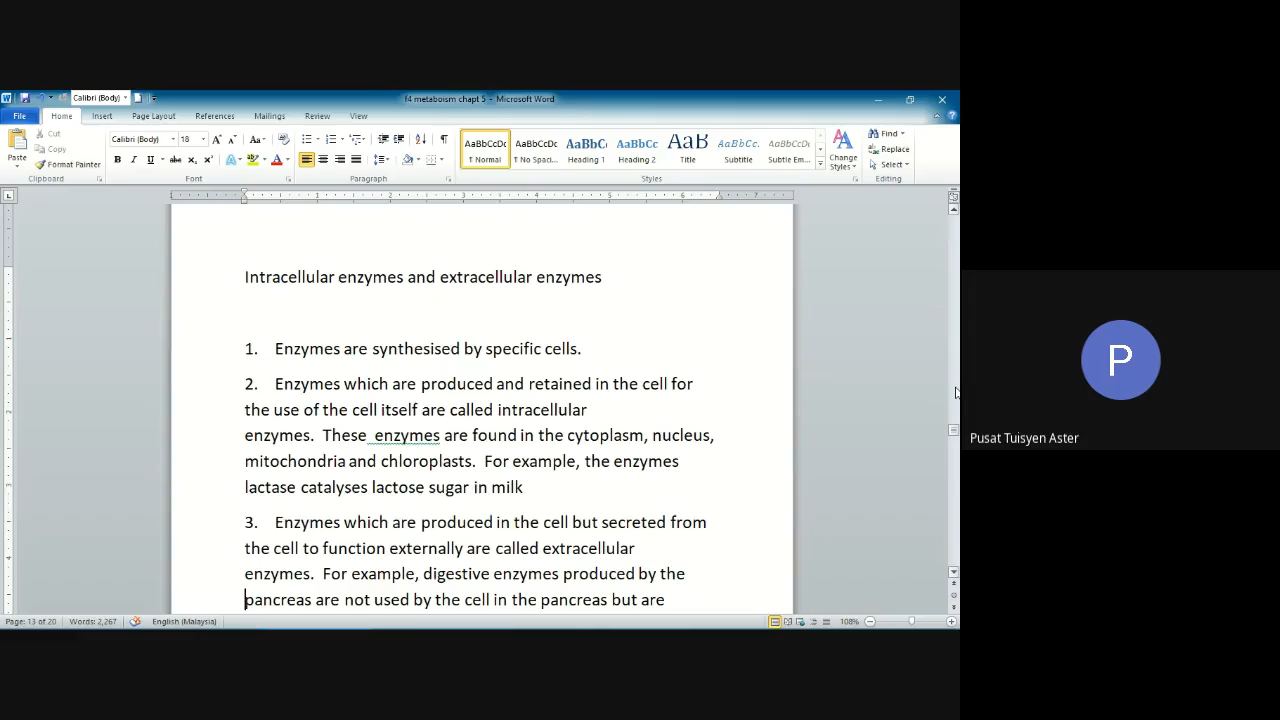 f4 metaboism chapt 5 - Microsoft Word
Calibri (Body)
File Home Insert Page Layout References Mailings Review View
Paste
Cut
Copy
Format Painter
Clipboard
Calibri (Body) 18
Font
Paragraph
AaBbCcDc AaBbCcDc AaBbC AaBbCc AaB AaBbCc. AaBbCcDc
¶ Normal ¶ No Spac... Heading 1 Heading 2 Title Subtitle Subtle Em...
Styles
Change Styles
Find
Replace
Select
Editing
Intracellular enzymes and extracellular enzymes
1. Enzymes are synthesised by specific cells.
2. Enzymes which are produced and retained in the cell for
the use of the cell itself are called intracellular
enzymes. These enzymes are found in the cytoplasm, nucleus,
mitochondria and chloroplasts. For example, the enzymes
lactase catalyses lactose sugar in milk
3. Enzymes which are produced in the cell but secreted from
the cell to function externally are called extracellular
enzymes. For example, digestive enzymes produced by the
pancreas are not used by the cell in the pancreas but are
Page: 13 of 20 Words: 2,267 English (Malaysia) 108%
P
Pusat Tuisyen Aster